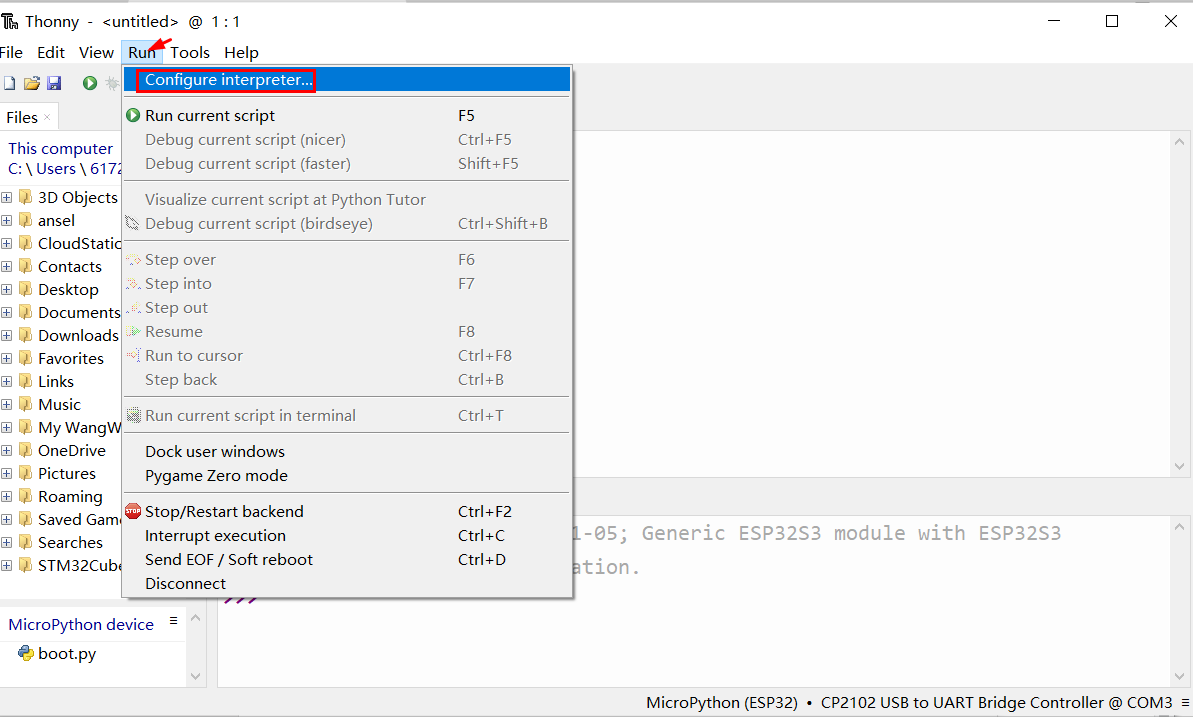 Thonny - <untitled> @ 1 : 1
File Edit View Run Tools Help
Files ×
This computer
C: \ Users \ 6172
3D Objects
ansel
CloudStatic
Contacts
Desktop
Documents
Downloads
Favorites
Links
Music
My WangW
OneDrive
Pictures
Roaming
Saved Game
Searches
STM32Cube
MicroPython device
boot.py
Configure interpreter...
Run current script F5
Debug current script (nicer) Ctrl+F5
Debug current script (faster) Shift+F5
Visualize current script at Python Tutor
Debug current script (birdseye) Ctrl+Shift+B
Step over F6
Step into F7
Step out
Resume F8
Run to cursor Ctrl+F8
Step back Ctrl+B
Run current script in terminal Ctrl+T
Dock user windows
Pygame Zero mode
STOP Stop/Restart backend Ctrl+F2
Interrupt execution Ctrl+C
Send EOF / Soft reboot Ctrl+D
Disconnect
1-05; Generic ESP32S3 module with ESP32S3
ation.
>>>
MicroPython (ESP32) • CP2102 USB to UART Bridge Controller @ COM3 ≡